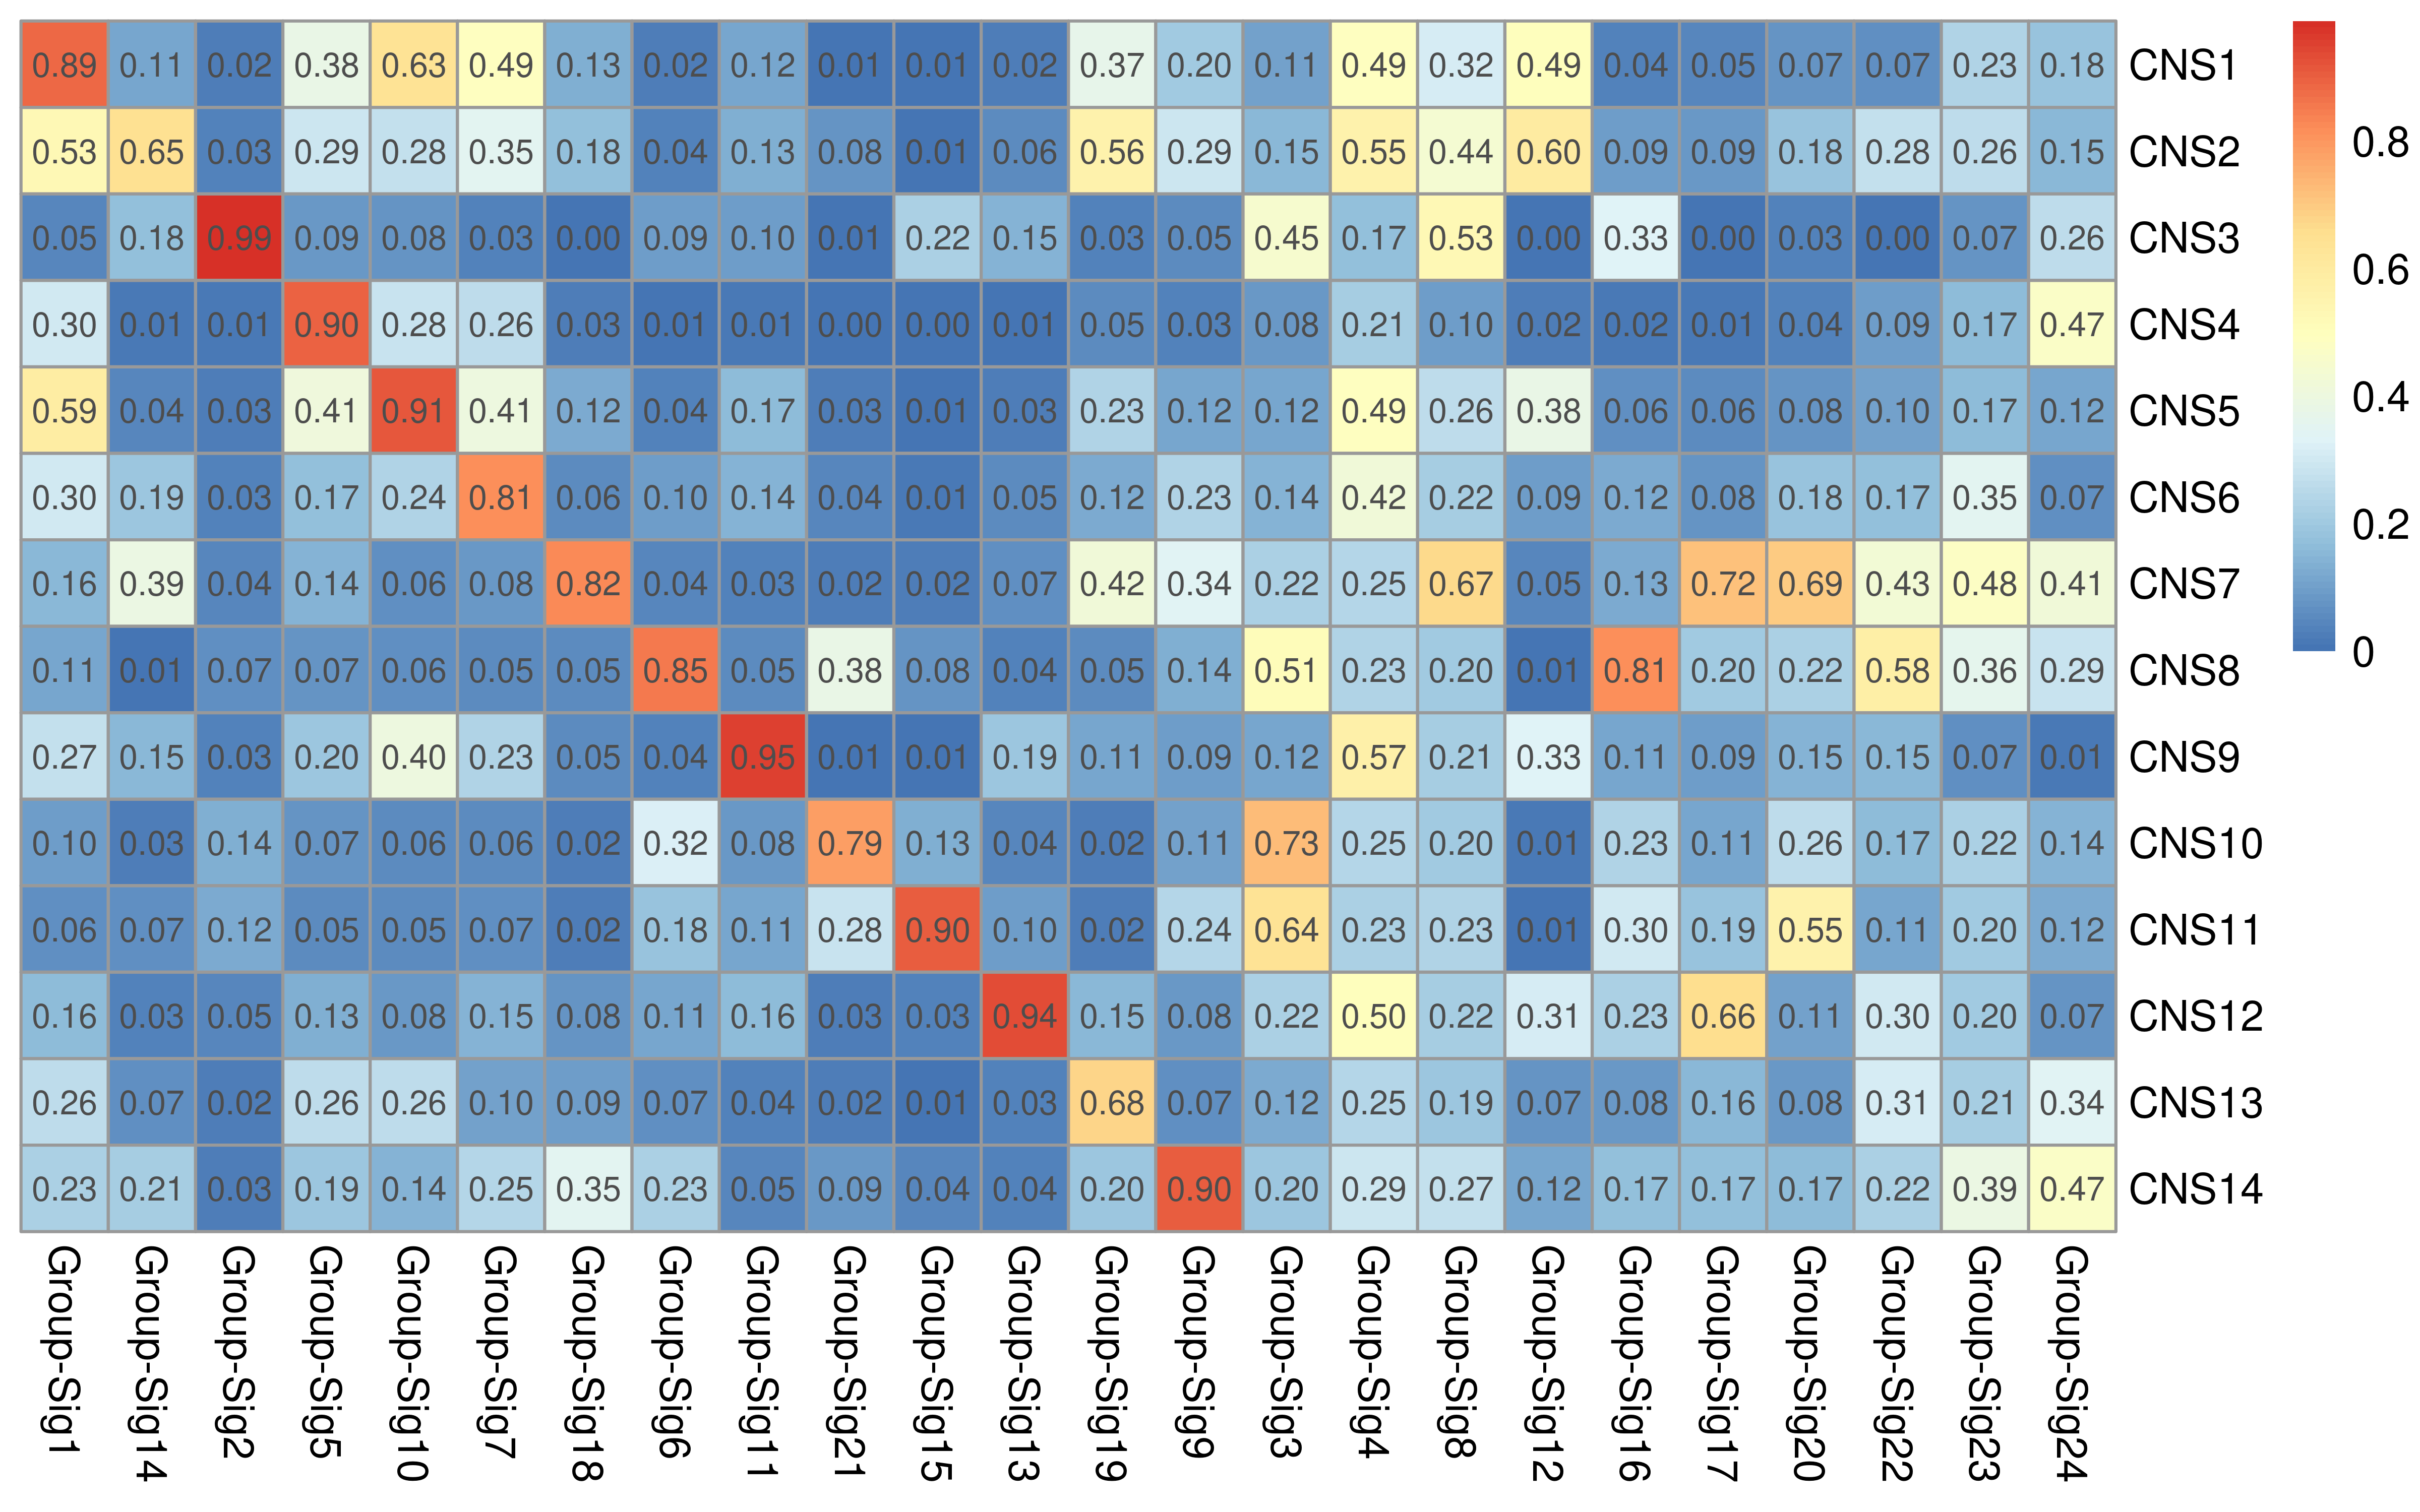 0.89 0.11 0.02 0.38 0.63 0.49 0.13 0.02 0.12 0.01 0.01 0.02 0.37 0.20 0.11 0.49 0.32 0.49 0.04 0.05 0.07 0.07 0.23 0.18 CNS1
0.53 0.65 0.03 0.29 0.28 0.35 0.18 0.04 0.13 0.08 0.01 0.06 0.56 0.29 0.15 0.55 0.44 0.60 0.09 0.09 0.18 0.28 0.26 0.15 CNS2
0.05 0.18 0.99 0.09 0.08 0.03 0.00 0.09 0.10 0.01 0.22 0.15 0.03 0.05 0.45 0.17 0.53 0.00 0.33 0.00 0.03 0.00 0.07 0.26 CNS3
0.30 0.01 0.01 0.90 0.28 0.26 0.03 0.01 0.01 0.00 0.00 0.01 0.05 0.03 0.08 0.21 0.10 0.02 0.02 0.01 0.04 0.09 0.17 0.47 CNS4
0.59 0.04 0.03 0.41 0.91 0.41 0.12 0.04 0.17 0.03 0.01 0.03 0.23 0.12 0.12 0.49 0.26 0.38 0.06 0.06 0.08 0.10 0.17 0.12 CNS5
0.30 0.19 0.03 0.17 0.24 0.81 0.06 0.10 0.14 0.04 0.01 0.05 0.12 0.23 0.14 0.42 0.22 0.09 0.12 0.08 0.18 0.17 0.35 0.07 CNS6
0.16 0.39 0.04 0.14 0.06 0.08 0.82 0.04 0.03 0.02 0.02 0.07 0.42 0.34 0.22 0.25 0.67 0.05 0.13 0.72 0.69 0.43 0.48 0.41 CNS7
0.11 0.01 0.07 0.07 0.06 0.05 0.05 0.85 0.05 0.38 0.08 0.04 0.05 0.14 0.51 0.23 0.20 0.01 0.81 0.20 0.22 0.58 0.36 0.29 CNS8
0.27 0.15 0.03 0.20 0.40 0.23 0.05 0.04 0.95 0.01 0.01 0.19 0.11 0.09 0.12 0.57 0.21 0.33 0.11 0.09 0.15 0.15 0.07 0.01 CNS9
0.10 0.03 0.14 0.07 0.06 0.06 0.02 0.32 0.08 0.79 0.13 0.04 0.02 0.11 0.73 0.25 0.20 0.01 0.23 0.11 0.26 0.17 0.22 0.14 CNS10
0.06 0.07 0.12 0.05 0.05 0.07 0.02 0.18 0.11 0.28 0.90 0.10 0.02 0.24 0.64 0.23 0.23 0.01 0.30 0.19 0.55 0.11 0.20 0.12 CNS11
0.16 0.03 0.05 0.13 0.08 0.15 0.08 0.11 0.16 0.03 0.03 0.94 0.15 0.08 0.22 0.50 0.22 0.31 0.23 0.66 0.11 0.30 0.20 0.07 CNS12
0.26 0.07 0.02 0.26 0.26 0.10 0.09 0.07 0.04 0.02 0.01 0.03 0.68 0.07 0.12 0.25 0.19 0.07 0.08 0.16 0.08 0.31 0.21 0.34 CNS13
0.23 0.21 0.03 0.19 0.14 0.25 0.35 0.23 0.05 0.09 0.04 0.04 0.20 0.90 0.20 0.29 0.27 0.12 0.17 0.17 0.17 0.22 0.39 0.47 CNS14
Group-Sig1
Group-Sig14
Group-Sig2
Group-Sig5
Group-Sig10
Group-Sig7
Group-Sig18
Group-Sig6
Group-Sig11
Group-Sig21
Group-Sig15
Group-Sig13
Group-Sig19
Group-Sig9
Group-Sig3
Group-Sig4
Group-Sig8
Group-Sig12
Group-Sig16
Group-Sig17
Group-Sig20
Group-Sig22
Group-Sig23
Group-Sig24
0.8
0.6
0.4
0.2
0